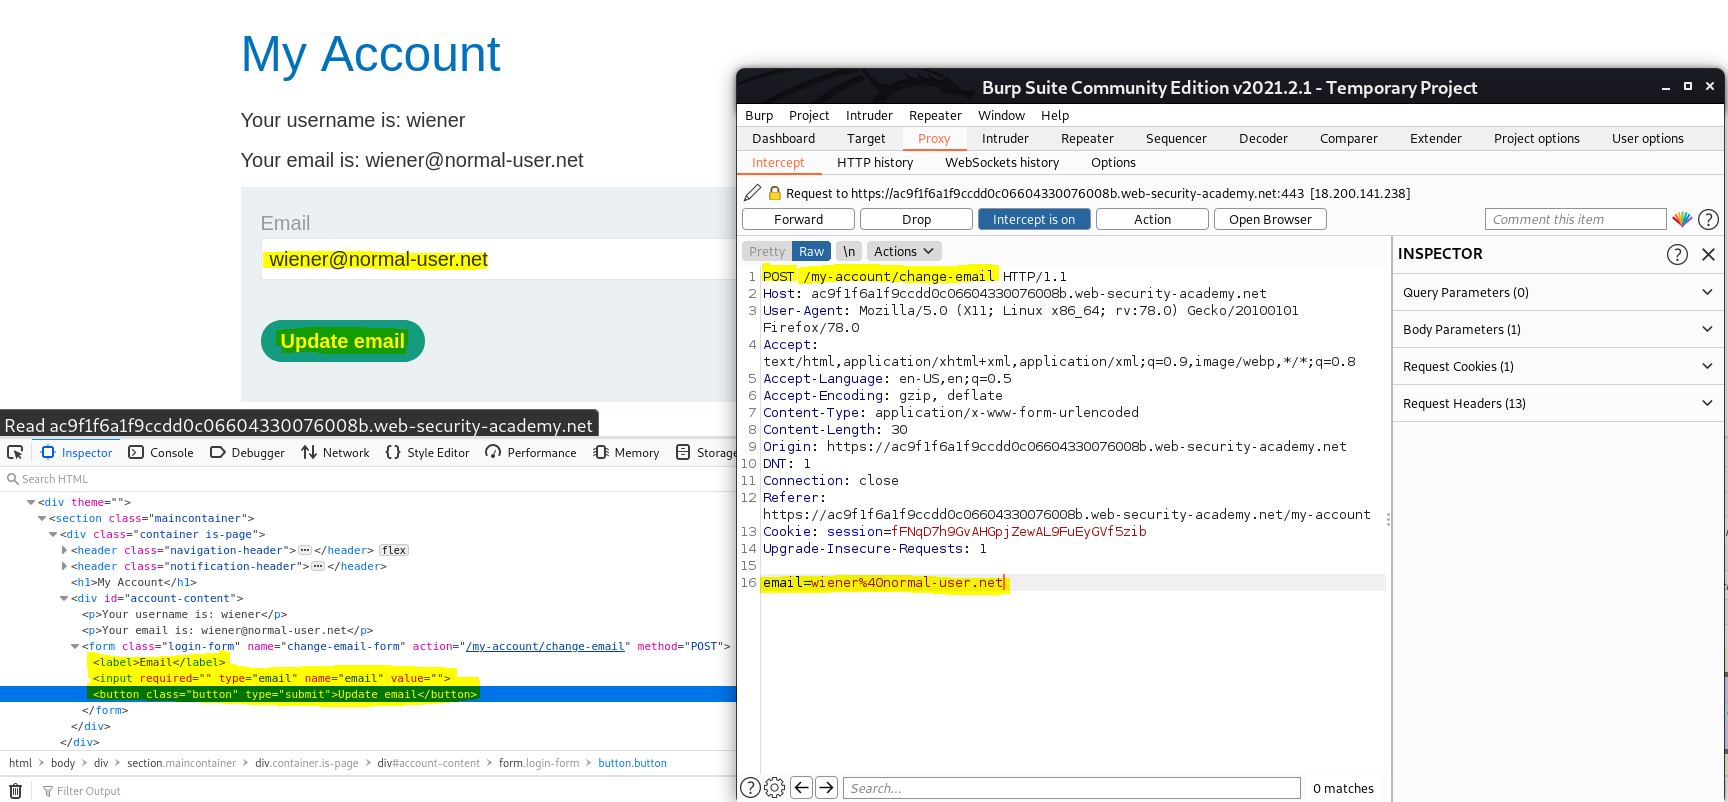 My Account
Your username is: wiener
Your email is: wiener@normal-user.net
Email
wiener@normal-user.net
Update email
Read ac9f1f6a1f9ccdd0c06604330076008b.web-security-academy.net
Inspector Console Debugger Network Style Editor Performance Memory Storage
Search HTML
<div theme="">
<section class="maincontainer">
<div class="container is-page">
<header class="navigation-header">···</header> flex
<header class="notification-header">···</header>
<h1>My Account</h1>
<div id="account-content">
<p>Your username is: wiener</p>
<p>Your email is: wiener@normal-user.net</p>
<form class="login-form" name="change-email-form" action="/my-account/change-email" method="POST">
<label>Email</label>
<input required="" type="email" name="email" value="">
<button class="button" type="submit">Update email</button>
</form>
</div>
</div>
html > body > div > section.maincontainer > div.container.is-page > div#account-content > form.login-form > button.button
Filter Output
Burp Suite Community Edition v2021.2.1 - Temporary Project
Burp Project Intruder Repeater Window Help
Dashboard Target Proxy Intruder Repeater Sequencer Decoder Comparer Extender Project options User options
Intercept HTTP history WebSockets history Options
Request to https://ac9f1f6a1f9ccdd0c06604330076008b.web-security-academy.net:443 [18.200.141.238]
Forward Drop Intercept is on Action Open Browser Comment this item ?
Pretty Raw \n Actions
1 POST /my-account/change-email HTTP/1.1
2 Host: ac9f1f6a1f9ccdd0c06604330076008b.web-security-academy.net
3 User-Agent: Mozilla/5.0 (X11; Linux x86_64; rv:78.0) Gecko/20100101
Firefox/78.0
4 Accept:
text/html,application/xhtml+xml,application/xml;q=0.9,image/webp,*/*;q=0.8
5 Accept-Language: en-US,en;q=0.5
6 Accept-Encoding: gzip, deflate
7 Content-Type: application/x-www-form-urlencoded
8 Content-Length: 30
9 Origin: https://ac9f1f6a1f9ccdd0c06604330076008b.web-security-academy.net
10 DNT: 1
11 Connection: close
12 Referer:
https://ac9f1f6a1f9ccdd0c06604330076008b.web-security-academy.net/my-account
13 Cookie: session=fFNqD7h9GvAHGpjZewAL9FuEyGVf5zib
14 Upgrade-Insecure-Requests: 1
15
16 email=wiener%40normal-user.net
? Search... 0 matches
INSPECTOR ?
Query Parameters (0)
Body Parameters (1)
Request Cookies (1)
Request Headers (13)